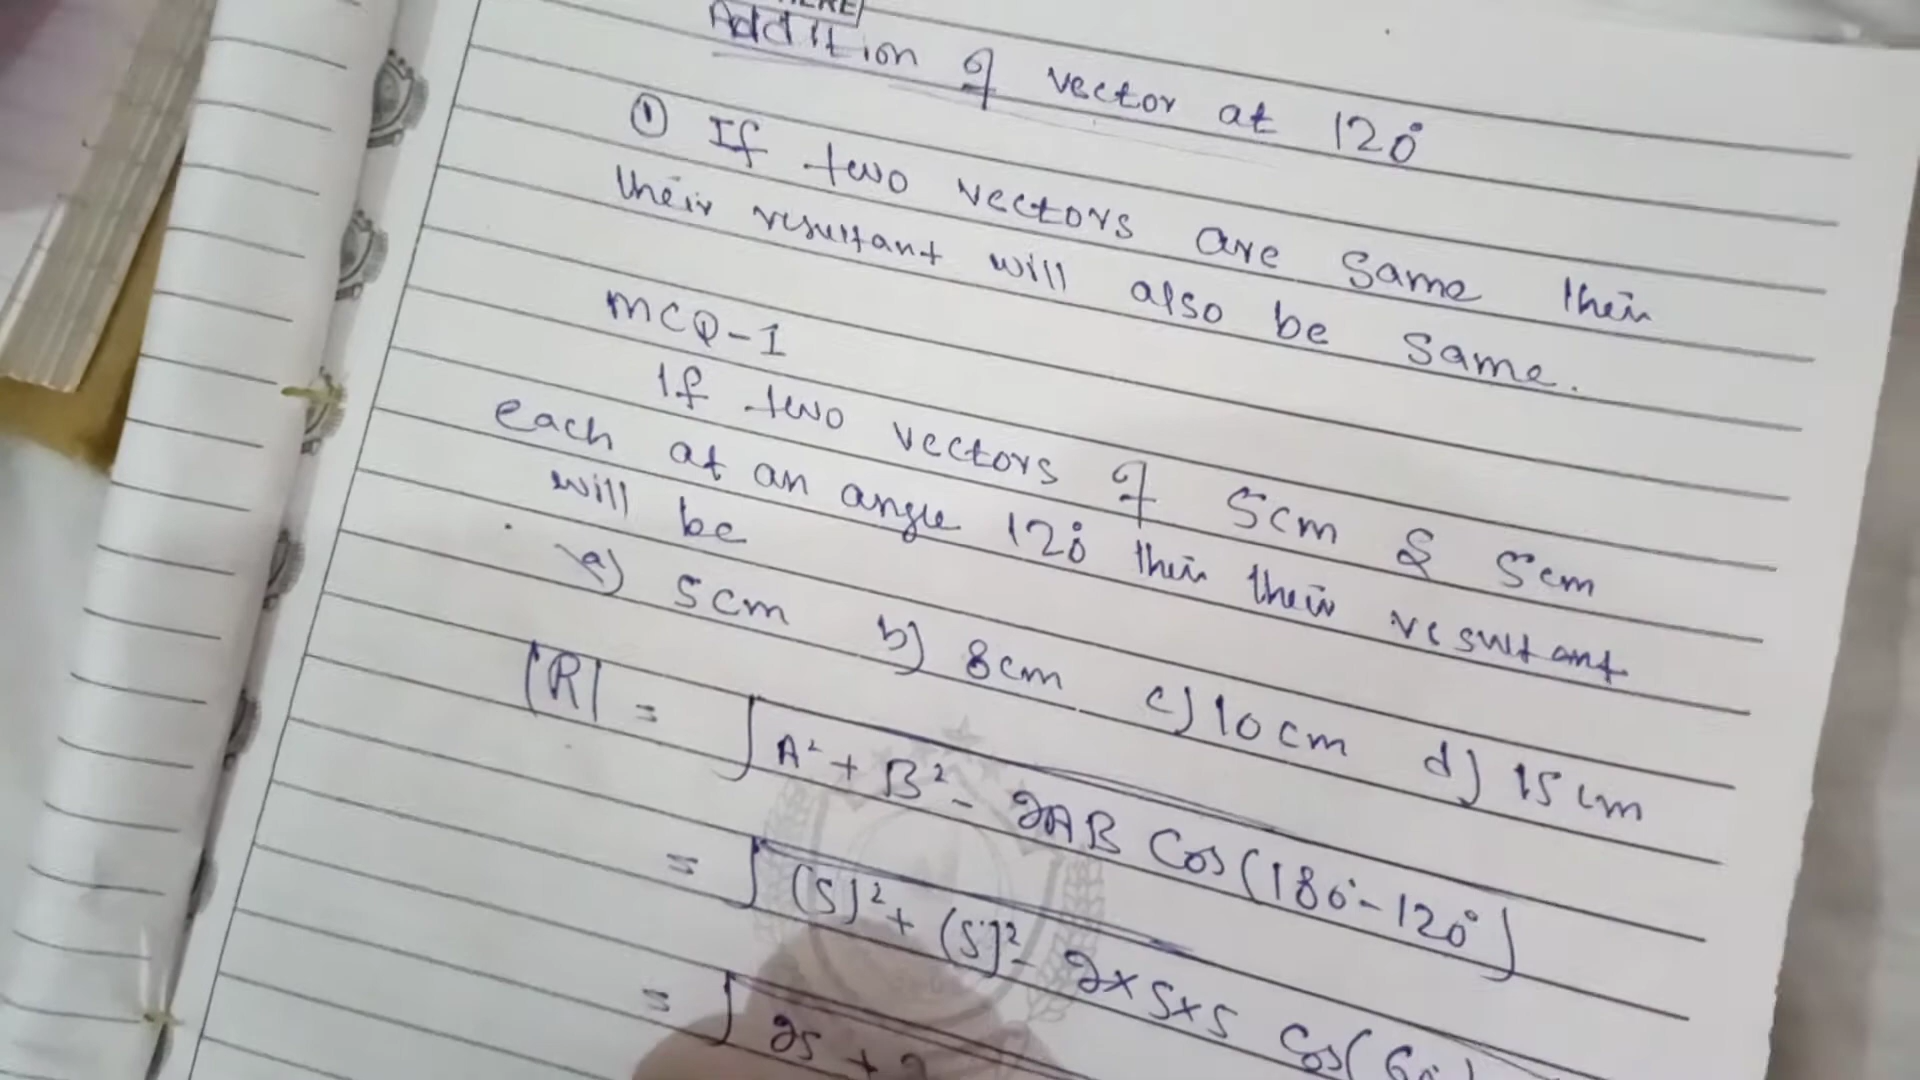 Addition of vector at 120°
① If two vectors are same then
their resultant will also be same.
MCQ-1
If two vectors of 5cm & 5cm
each at an angle 120° then their resultant
will be
a) 5cm b) 8cm c) 10cm d) 15cm
|R| = √A² + B² - 2AB Cos(180° - 120°)
= √(5)² + (5)² - 2×5×5 Cos(60°)
= √25 +